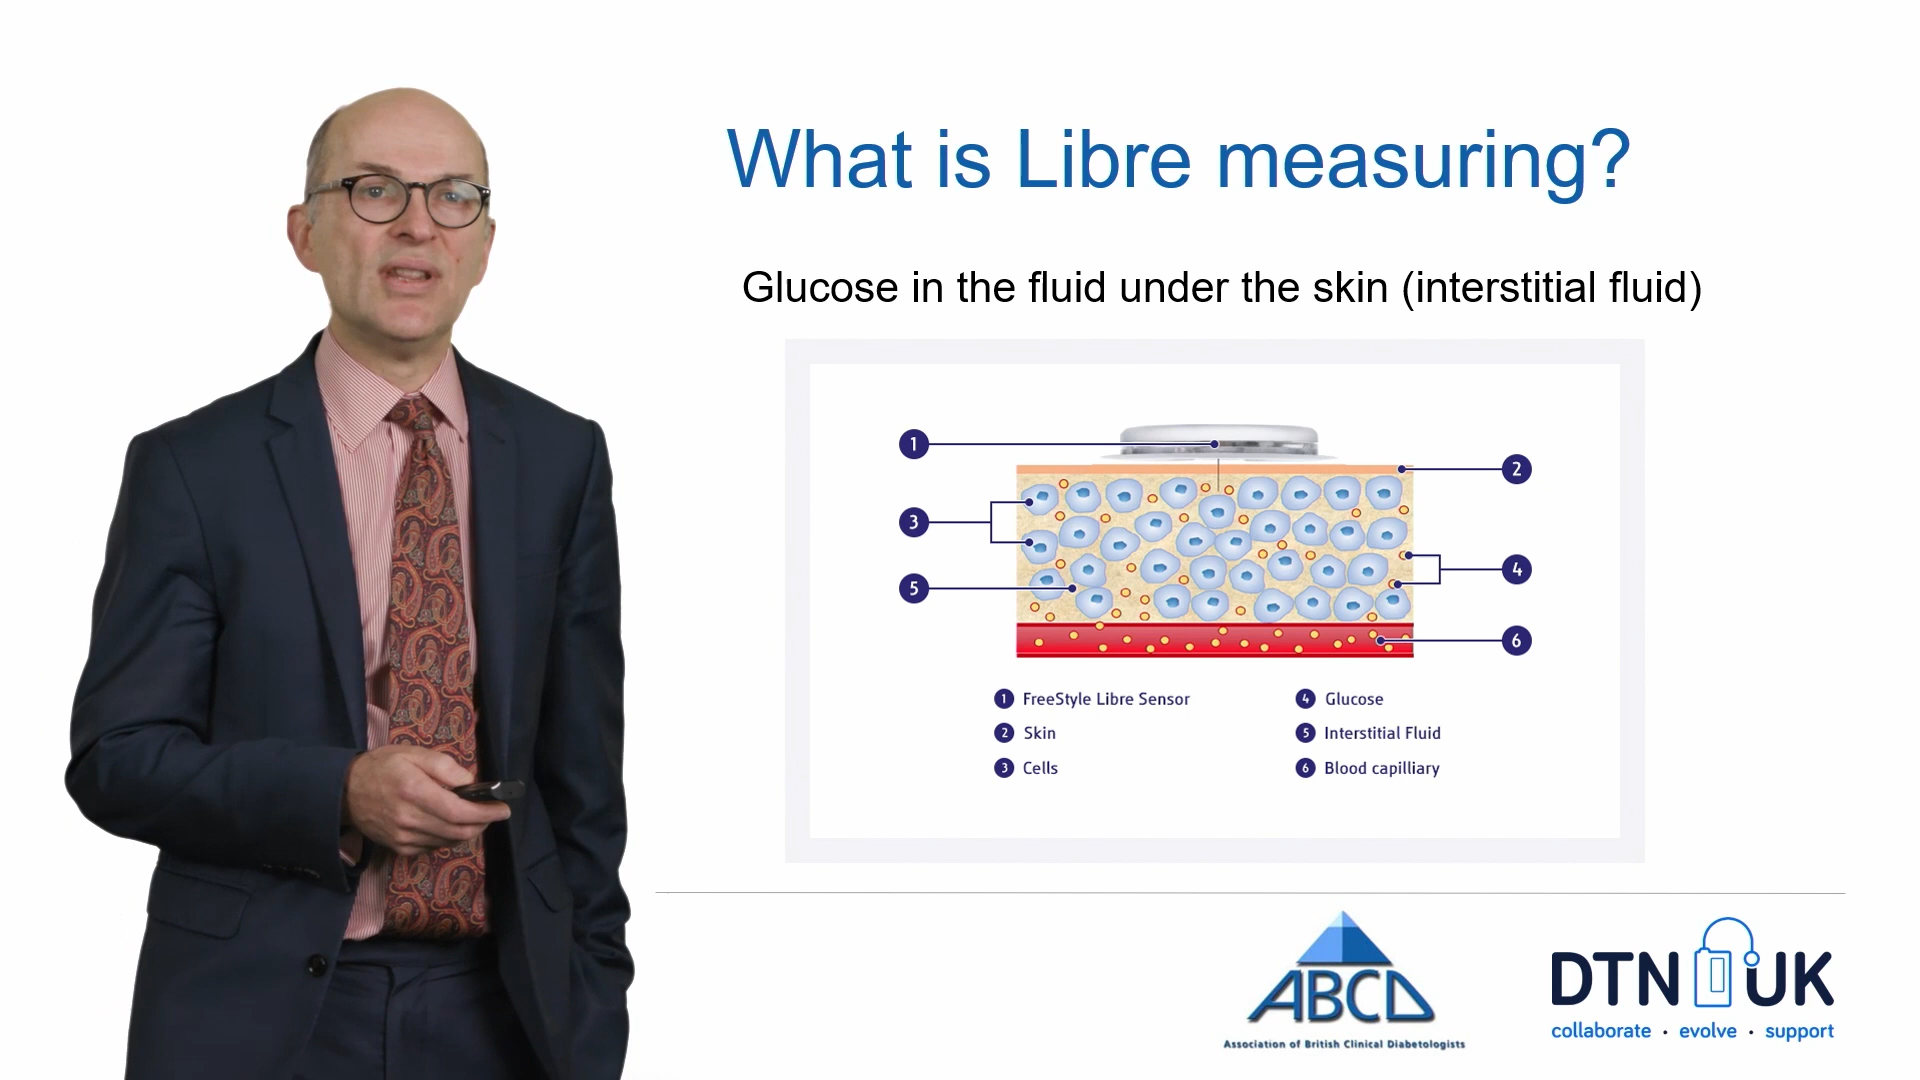 What is Libre measuring?
Glucose in the fluid under the skin (interstitial fluid)
1
2
3
4
5
6
1 FreeStyle Libre Sensor
2 Skin
3 Cells
4 Glucose
5 Interstitial Fluid
6 Blood capilliary
ABCD
Association of British Clinical Diabetologists
DTN UK
collaborate · evolve · support